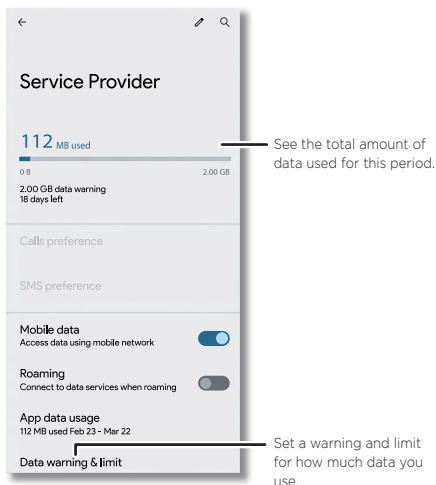 Service Provider
112 MB used
0 B 2.00 GB
2.00 GB data warning
18 days left
Calls preference
SMS preference
Mobile data
Access data using mobile network
Roaming
Connect to data services when roaming
App data usage
112 MB used Feb 23 - Mar 22
Data warning & limit
See the total amount of
data used for this period.
Set a warning and limit
for how much data you
use.